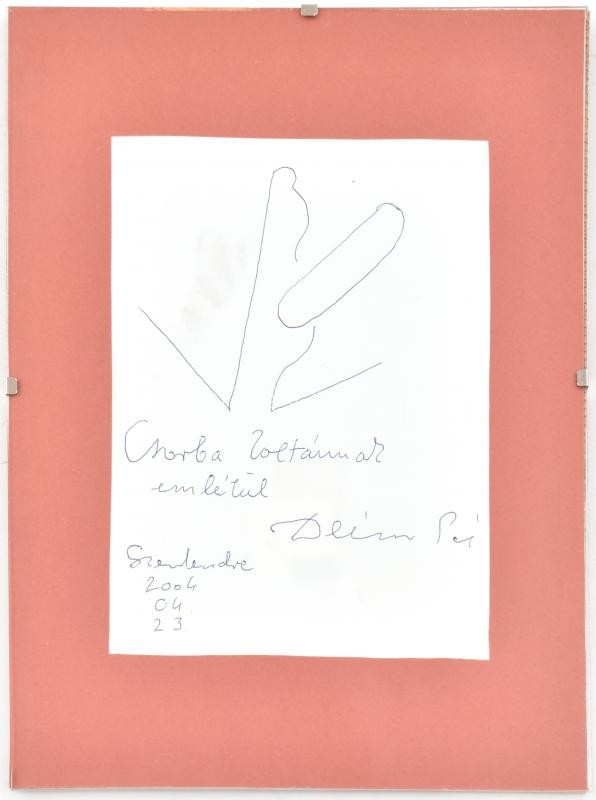 Csorba Zoltánnak
emlékül
Deim Pál
Szentendre
2004
04
23